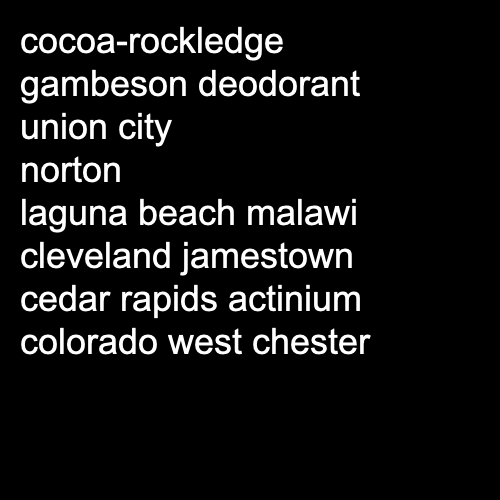 cocoa-rockledge
gambeson deodorant
union city
norton
laguna beach malawi
cleveland jamestown
cedar rapids actinium
colorado west chester